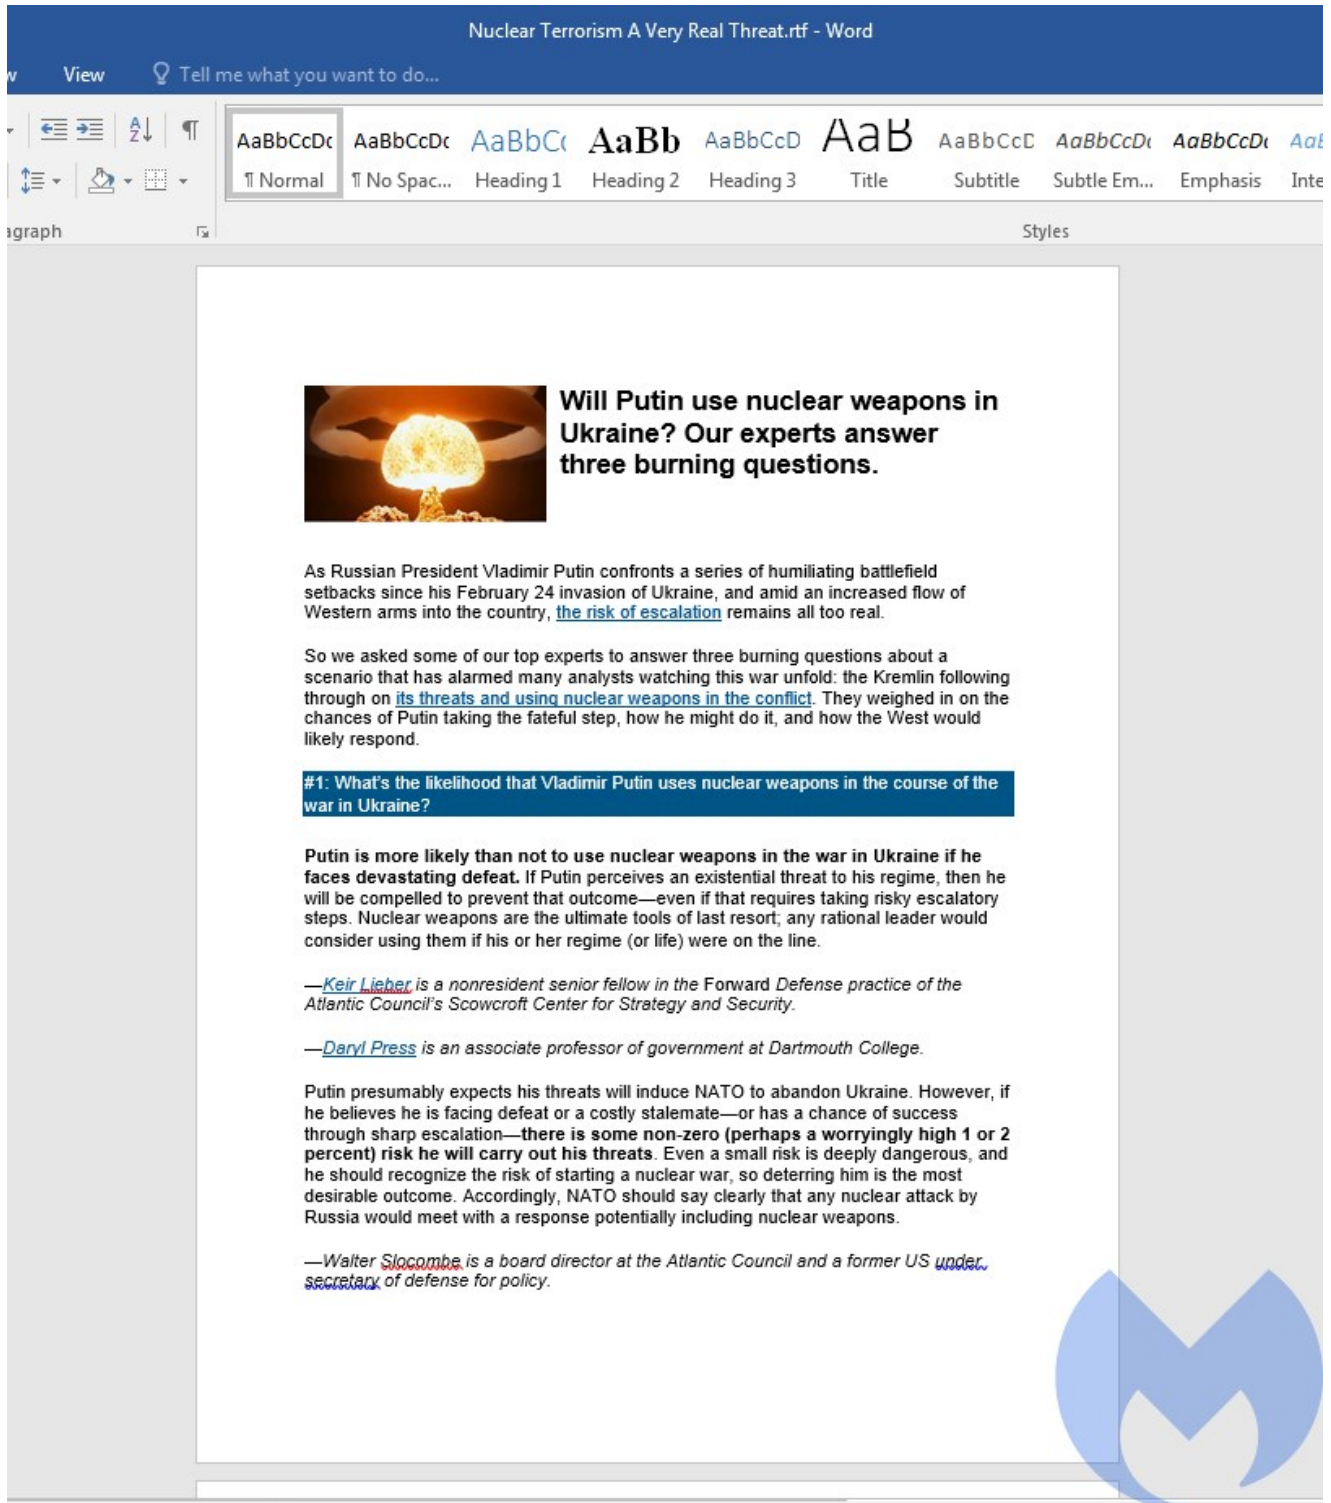 Nuclear Terrorism A Very Real Threat.rtf - Word
w View Tell me what you want to do...
AaBbCcDc AaBbCcDc AaBbCc AaBb AaBbCcD AaB AaBbCcD AaBbCcDc AaBbCcDc AaB
¶ Normal ¶ No Spac... Heading 1 Heading 2 Heading 3 Title Subtitle Subtle Em... Emphasis Inte
agraph Styles
Will Putin use nuclear weapons in
Ukraine? Our experts answer
three burning questions.
As Russian President Vladimir Putin confronts a series of humiliating battlefield
setbacks since his February 24 invasion of Ukraine, and amid an increased flow of
Western arms into the country, the risk of escalation remains all too real.
So we asked some of our top experts to answer three burning questions about a
scenario that has alarmed many analysts watching this war unfold: the Kremlin following
through on its threats and using nuclear weapons in the conflict. They weighed in on the
chances of Putin taking the fateful step, how he might do it, and how the West would
likely respond.
#1: What's the likelihood that Vladimir Putin uses nuclear weapons in the course of the
war in Ukraine?
Putin is more likely than not to use nuclear weapons in the war in Ukraine if he
faces devastating defeat. If Putin perceives an existential threat to his regime, then he
will be compelled to prevent that outcome—even if that requires taking risky escalatory
steps. Nuclear weapons are the ultimate tools of last resort; any rational leader would
consider using them if his or her regime (or life) were on the line.
—Keir Lieber is a nonresident senior fellow in the Forward Defense practice of the
Atlantic Council's Scowcroft Center for Strategy and Security.
—Daryl Press is an associate professor of government at Dartmouth College.
Putin presumably expects his threats will induce NATO to abandon Ukraine. However, if
he believes he is facing defeat or a costly stalemate—or has a chance of success
through sharp escalation—there is some non-zero (perhaps a worryingly high 1 or 2
percent) risk he will carry out his threats. Even a small risk is deeply dangerous, and
he should recognize the risk of starting a nuclear war, so deterring him is the most
desirable outcome. Accordingly, NATO should say clearly that any nuclear attack by
Russia would meet with a response potentially including nuclear weapons.
—Walter Slocombe is a board director at the Atlantic Council and a former US under
secretary of defense for policy.